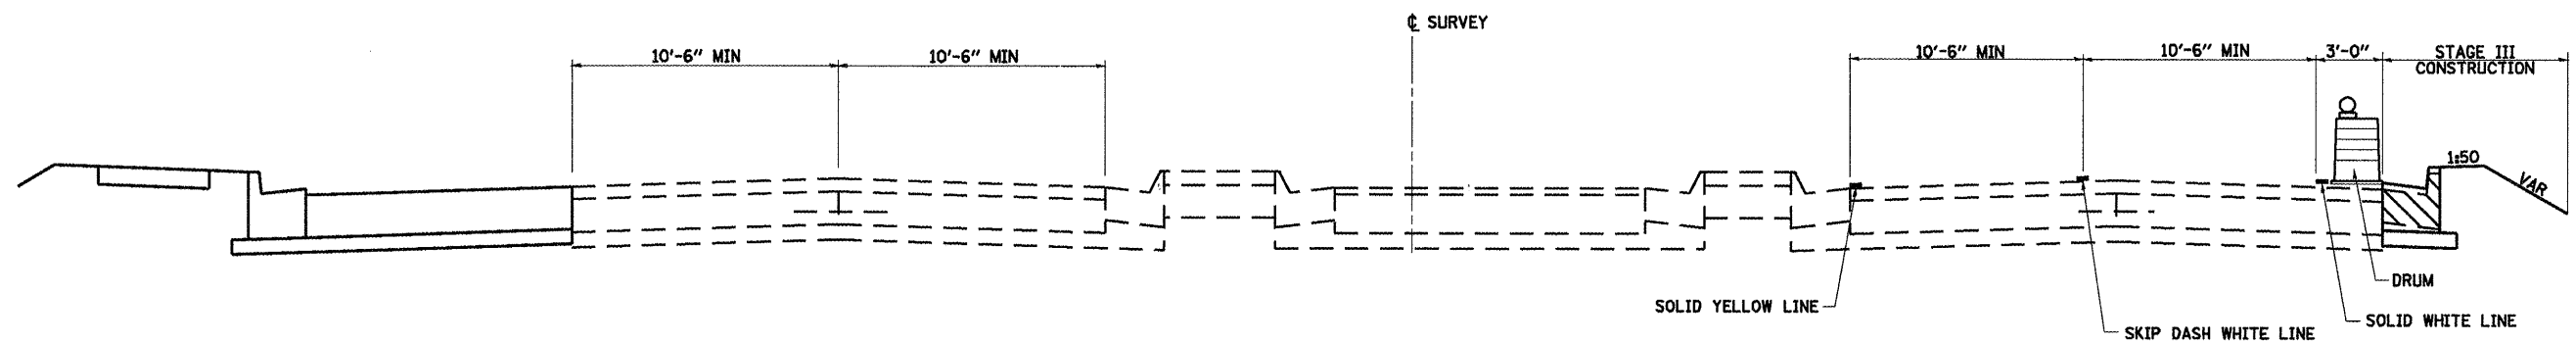 ℄ SURVEY
10'-6" MIN
10'-6" MIN
10'-6" MIN
10'-6" MIN
3'-0"
STAGE III
CONSTRUCTION
1:50
VAR
DRUM
SOLID YELLOW LINE
SOLID WHITE LINE
SKIP DASH WHITE LINE